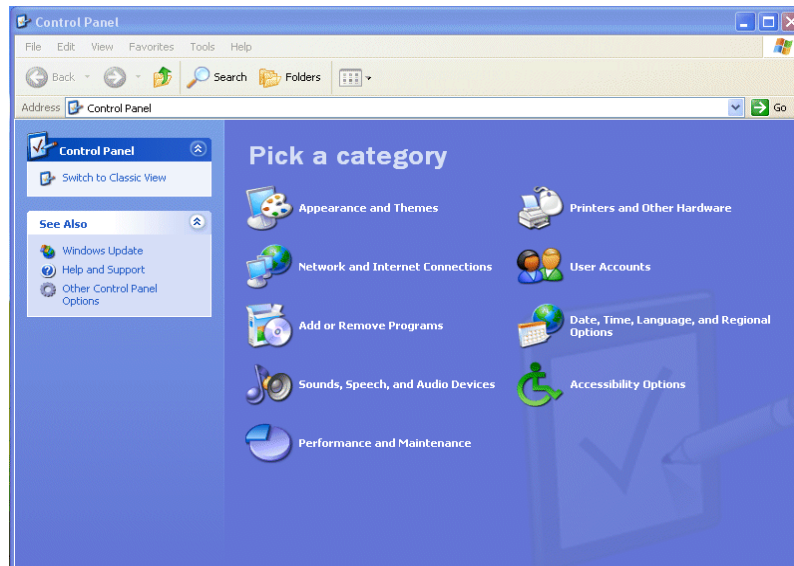 Control Panel
File Edit View Favorites Tools Help
Back Search Folders
Address Control Panel Go
Control Panel
Switch to Classic View
See Also
Windows Update
Help and Support
Other Control Panel
Options
Pick a category
Appearance and Themes
Printers and Other Hardware
Network and Internet Connections
User Accounts
Add or Remove Programs
Date, Time, Language, and Regional
Options
Sounds, Speech, and Audio Devices
Accessibility Options
Performance and Maintenance